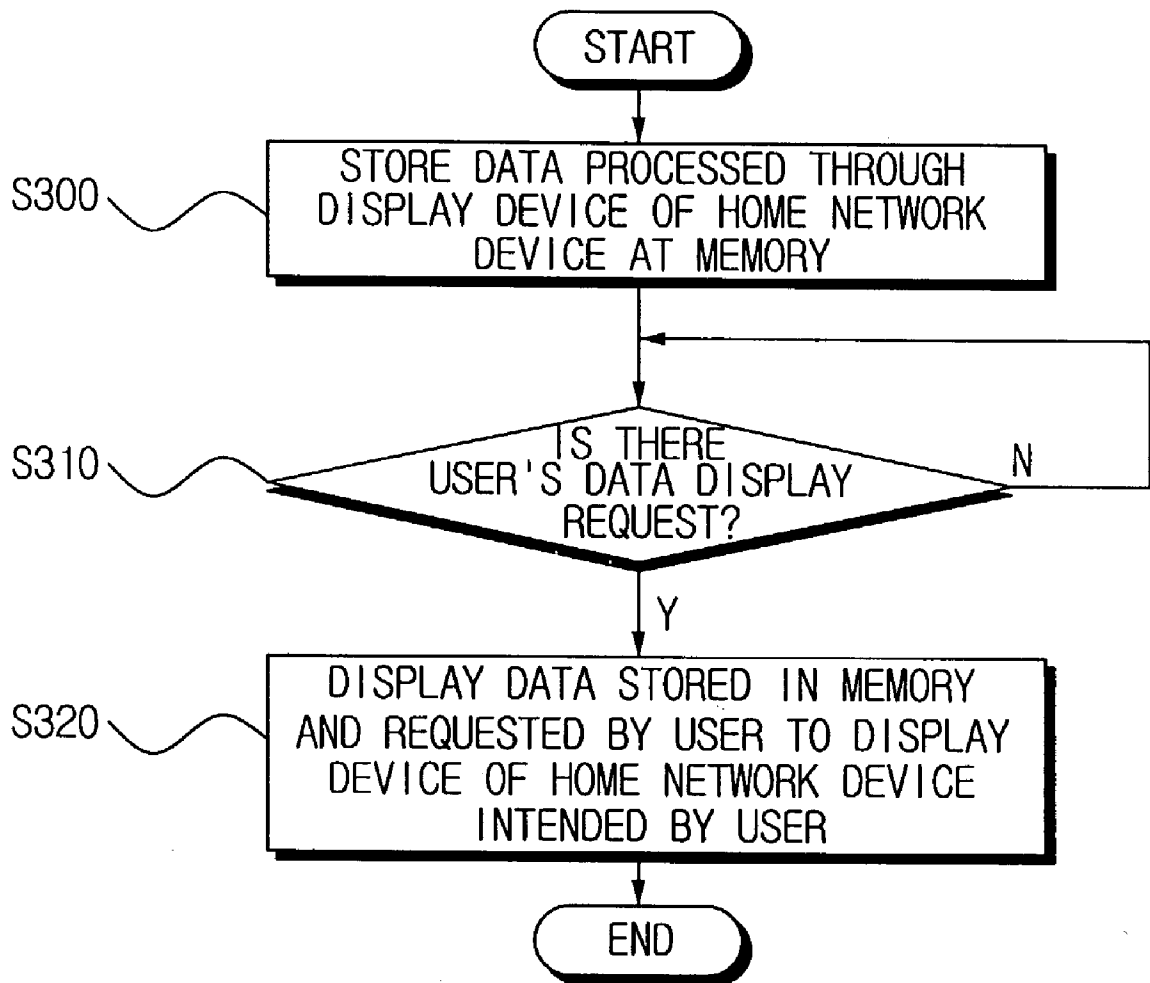 START
S300
STORE DATA PROCESSED THROUGH
DISPLAY DEVICE OF HOME NETWORK
DEVICE AT MEMORY
S310
IS THERE
USER'S DATA DISPLAY
REQUEST?
N
Y
S320
DISPLAY DATA STORED IN MEMORY
AND REQUESTED BY USER TO DISPLAY
DEVICE OF HOME NETWORK DEVICE
INTENDED BY USER
END